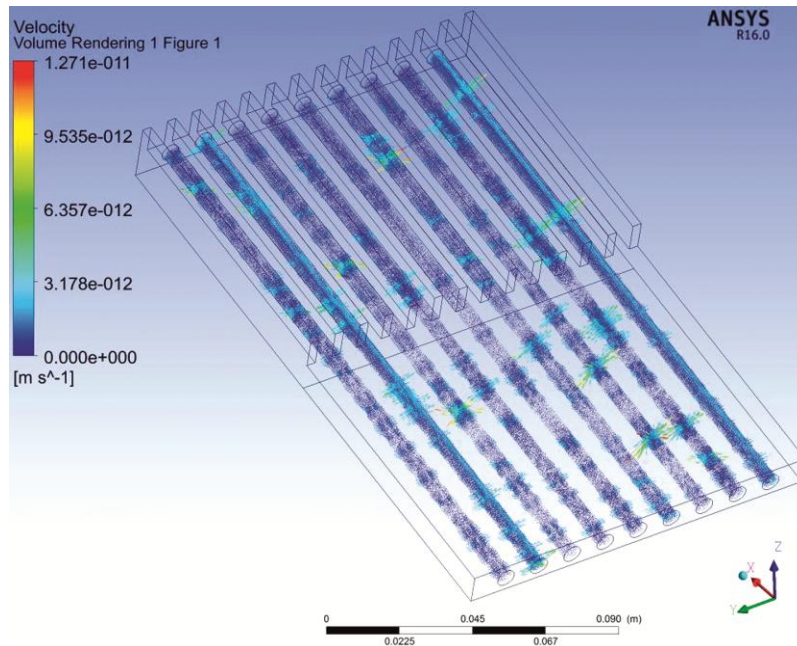 Velocity
Volume Rendering 1 Figure 1
ANSYS
R16.0
1.271e-011
9.535e-012
6.357e-012
3.178e-012
0.000e+000
[m s^-1]
0 0.045 0.090 (m)
0.0225 0.067
Z
X
Y